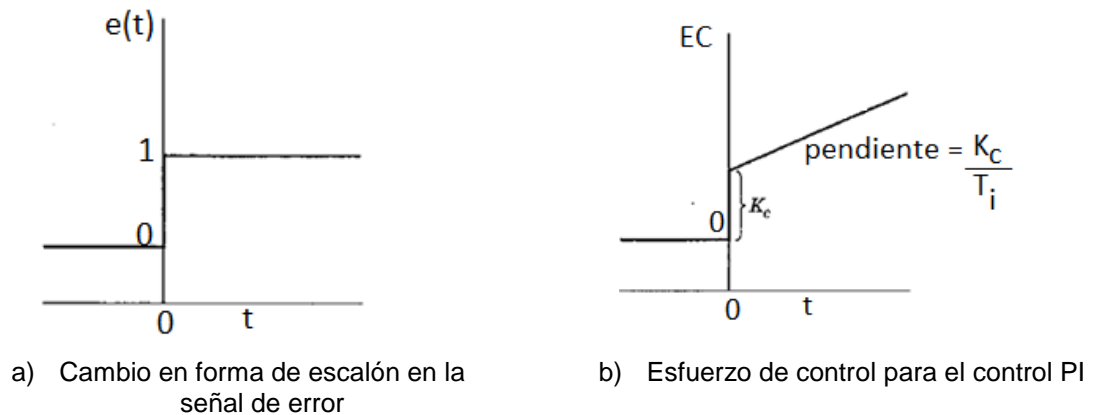 e(t)
1
0
0
t
EC
pendiente = K_C
T_i
0
K_c
0
t
a) Cambio en forma de escalón en la
señal de error
b) Esfuerzo de control para el control PI